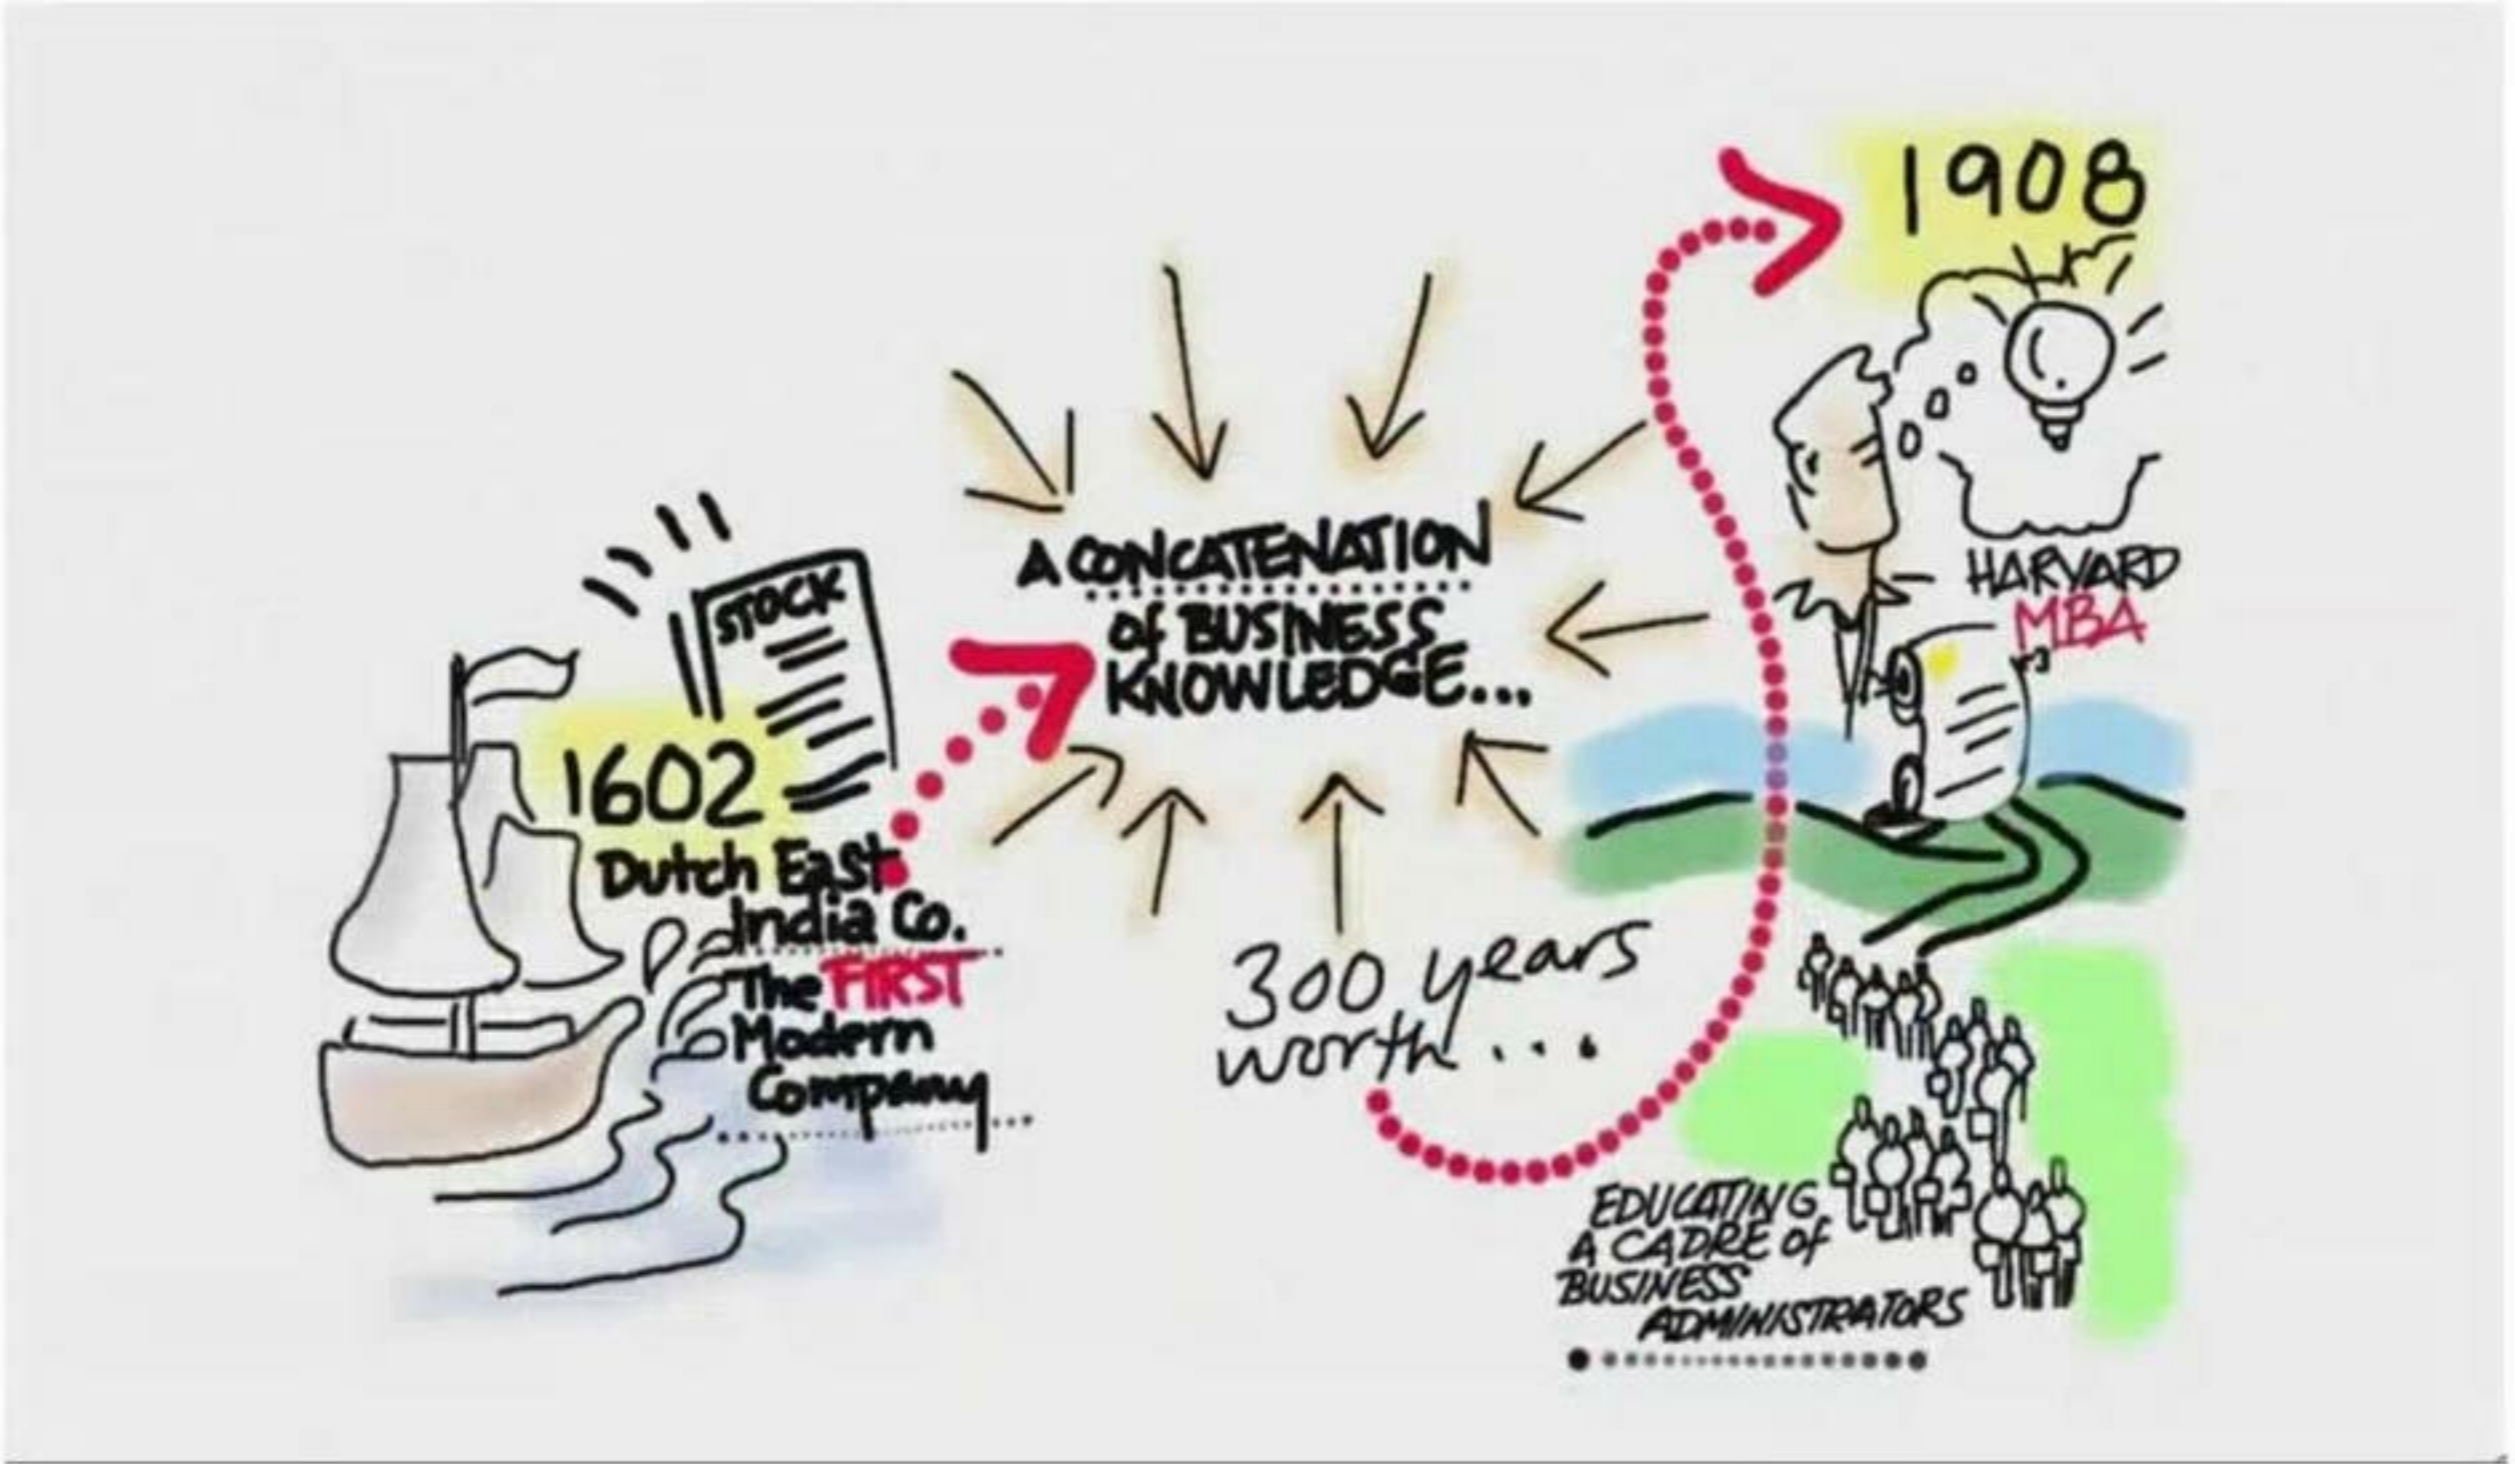 STOCK
1602
Dutch East
India Co.
The FIRST
Modern
Company
A CONCATENATION
of BUSINESS
KNOWLEDGE...
300 years
worth...
1908
HARVARD
MBA
EDUCATING
A CADRE of
BUSINESS
ADMINISTRATORS